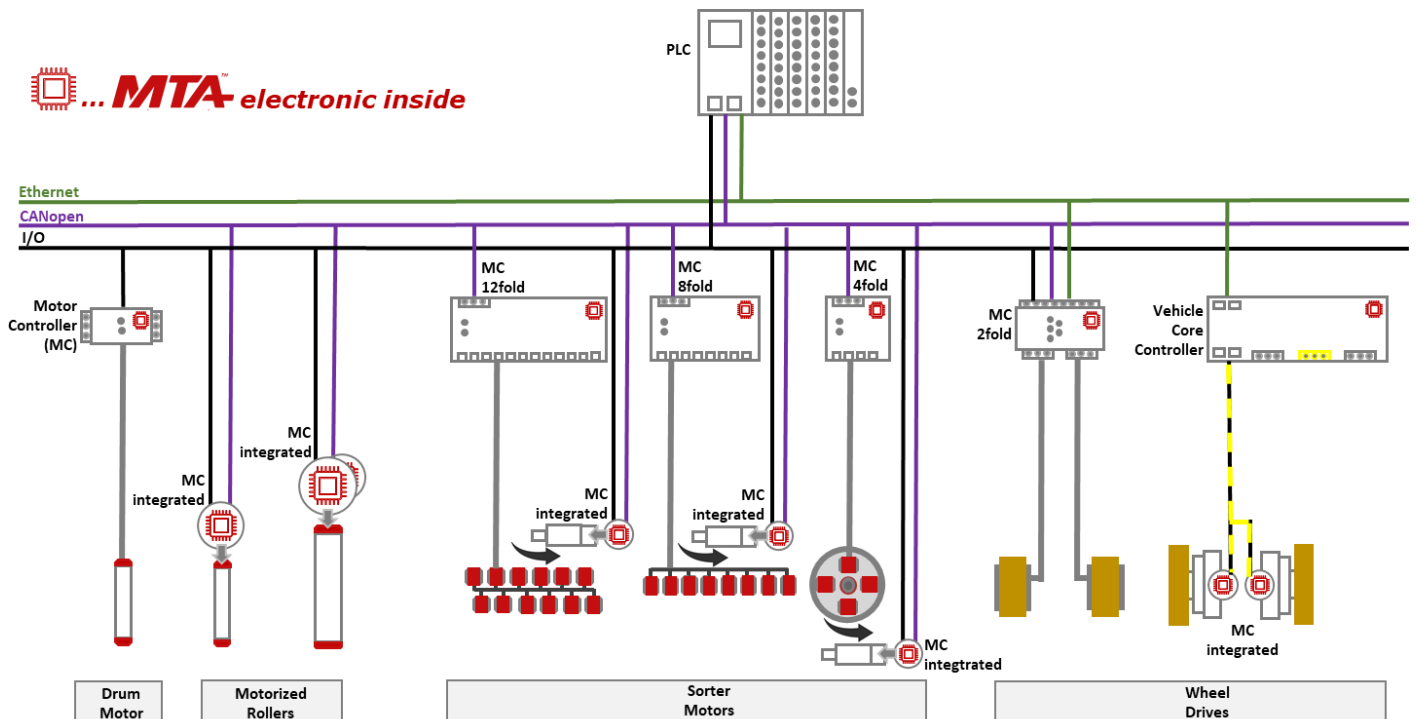 PLC
... MTA™ electronic inside
Ethernet
CANopen
I/O
Motor
Controller
(MC)
MC
12fold
MC
8fold
MC
4fold
MC
2fold
Vehicle
Core
Controller
MC
integrated
MC
integrated
MC
integrated
MC
integrated
MC
integtrated
MC
integrated
Drum
Motor
Motorized
Rollers
Sorter
Motors
Wheel
Drives